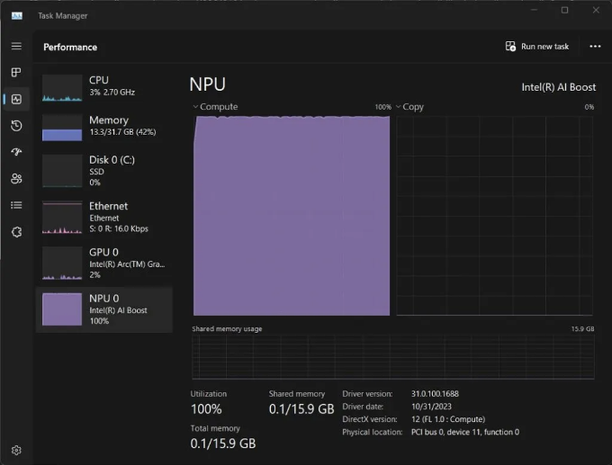 Task Manager
Performance
Run new task
CPU
3% 2.70 GHz
Memory
13.3/31.7 GB (42%)
Disk 0 (C:)
SSD
0%
Ethernet
Ethernet
S: 0 R: 16.0 Kbps
GPU 0
Intel(R) Arc(TM) Gra...
2%
NPU 0
Intel(R) AI Boost
100%
NPU
Intel(R) AI Boost
Compute 100%
Copy 0%
Shared memory usage 15.9 GB
Utilization
100%
Shared memory
0.1/15.9 GB
Total memory
0.1/15.9 GB
Driver version: 31.0.100.1688
Driver date: 10/31/2023
DirectX version: 12 (FL 1.0 : Compute)
Physical location: PCI bus 0, device 11, function 0